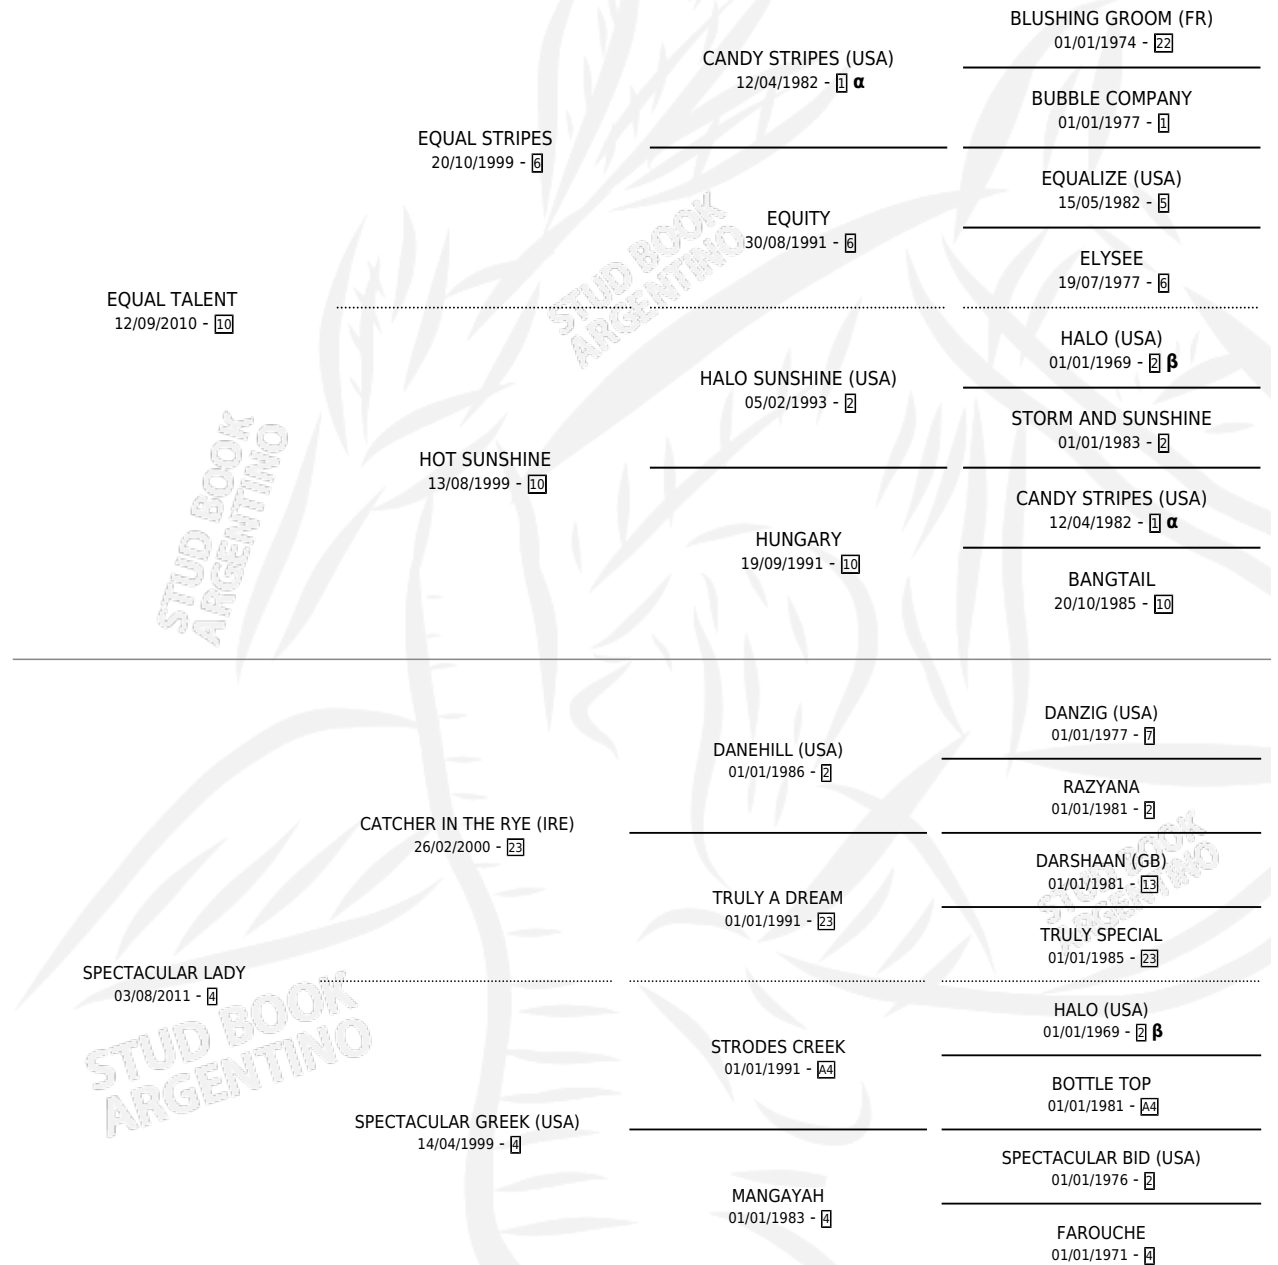 BLUSHING GROOM (FR)
01/01/1974 - 22
CANDY STRIPES (USA)
12/04/1982 - 1 α
BUBBLE COMPANY
01/01/1977 - 1
EQUAL STRIPES
20/10/1999 - 6
EQUALIZE (USA)
15/05/1982 - 5
EQUITY
30/08/1991 - 6
ELYSEE
19/07/1977 - 6
EQUAL TALENT
12/09/2010 - 10
HALO (USA)
01/01/1969 - 2 β
HALO SUNSHINE (USA)
05/02/1993 - 2
STORM AND SUNSHINE
01/01/1983 - 2
HOT SUNSHINE
13/08/1999 - 10
CANDY STRIPES (USA)
12/04/1982 - 1 α
HUNGARY
19/09/1991 - 10
BANGTAIL
20/10/1985 - 10
DANZIG (USA)
01/01/1977 - 7
DANEHILL (USA)
01/01/1986 - 2
RAZYANA
01/01/1981 - 2
CATCHER IN THE RYE (IRE)
26/02/2000 - 23
DARSHAAN (GB)
01/01/1981 - 13
TRULY A DREAM
01/01/1991 - 23
TRULY SPECIAL
01/01/1985 - 23
SPECTACULAR LADY
03/08/2011 - 4
HALO (USA)
01/01/1969 - 2 β
STRODES CREEK
01/01/1991 - A4
BOTTLE TOP
01/01/1981 - A4
SPECTACULAR GREEK (USA)
14/04/1999 - 4
SPECTACULAR BID (USA)
01/01/1976 - 2
MANGAYAH
01/01/1983 - 4
FAROUCHE
01/01/1971 - 4
STUD BOOK
ARGENTINO
STUD BOOK
ARGENTINO
STUD BOOK
ARGENTINO
STUD BOOK
ARGENTINO